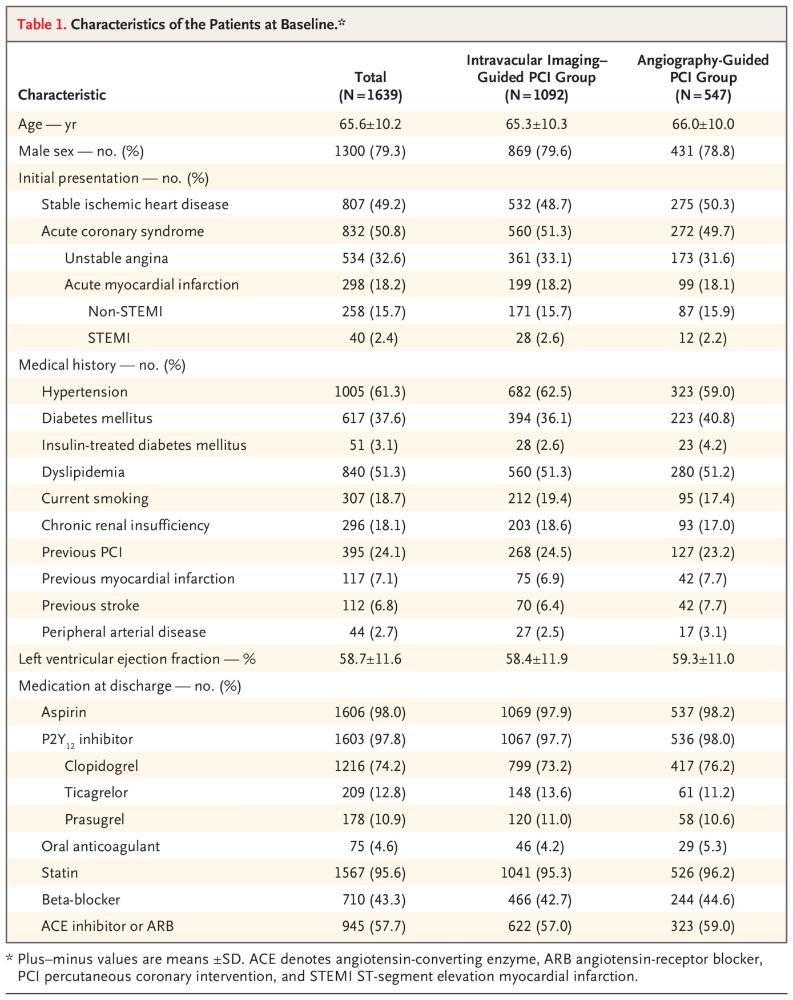 Table 1. Characteristics of the Patients at Baseline.*
Characteristic Total (N=1639) Intravacular Imaging–Guided PCI Group (N=1092) Angiography-Guided PCI Group (N=547)
Age — yr 65.6±10.2 65.3±10.3 66.0±10.0
Male sex — no. (%) 1300 (79.3) 869 (79.6) 431 (78.8)
Initial presentation — no. (%)
Stable ischemic heart disease 807 (49.2) 532 (48.7) 275 (50.3)
Acute coronary syndrome 832 (50.8) 560 (51.3) 272 (49.7)
Unstable angina 534 (32.6) 361 (33.1) 173 (31.6)
Acute myocardial infarction 298 (18.2) 199 (18.2) 99 (18.1)
Non-STEMI 258 (15.7) 171 (15.7) 87 (15.9)
STEMI 40 (2.4) 28 (2.6) 12 (2.2)
Medical history — no. (%)
Hypertension 1005 (61.3) 682 (62.5) 323 (59.0)
Diabetes mellitus 617 (37.6) 394 (36.1) 223 (40.8)
Insulin-treated diabetes mellitus 51 (3.1) 28 (2.6) 23 (4.2)
Dyslipidemia 840 (51.3) 560 (51.3) 280 (51.2)
Current smoking 307 (18.7) 212 (19.4) 95 (17.4)
Chronic renal insufficiency 296 (18.1) 203 (18.6) 93 (17.0)
Previous PCI 395 (24.1) 268 (24.5) 127 (23.2)
Previous myocardial infarction 117 (7.1) 75 (6.9) 42 (7.7)
Previous stroke 112 (6.8) 70 (6.4) 42 (7.7)
Peripheral arterial disease 44 (2.7) 27 (2.5) 17 (3.1)
Left ventricular ejection fraction — % 58.7±11.6 58.4±11.9 59.3±11.0
Medication at discharge — no. (%)
Aspirin 1606 (98.0) 1069 (97.9) 537 (98.2)
P2Y12 inhibitor 1603 (97.8) 1067 (97.7) 536 (98.0)
Clopidogrel 1216 (74.2) 799 (73.2) 417 (76.2)
Ticagrelor 209 (12.8) 148 (13.6) 61 (11.2)
Prasugrel 178 (10.9) 120 (11.0) 58 (10.6)
Oral anticoagulant 75 (4.6) 46 (4.2) 29 (5.3)
Statin 1567 (95.6) 1041 (95.3) 526 (96.2)
Beta-blocker 710 (43.3) 466 (42.7) 244 (44.6)
ACE inhibitor or ARB 945 (57.7) 622 (57.0) 323 (59.0)
* Plus–minus values are means ±SD. ACE denotes angiotensin-converting enzyme, ARB angiotensin-receptor blocker,
PCI percutaneous coronary intervention, and STEMI ST-segment elevation myocardial infarction.